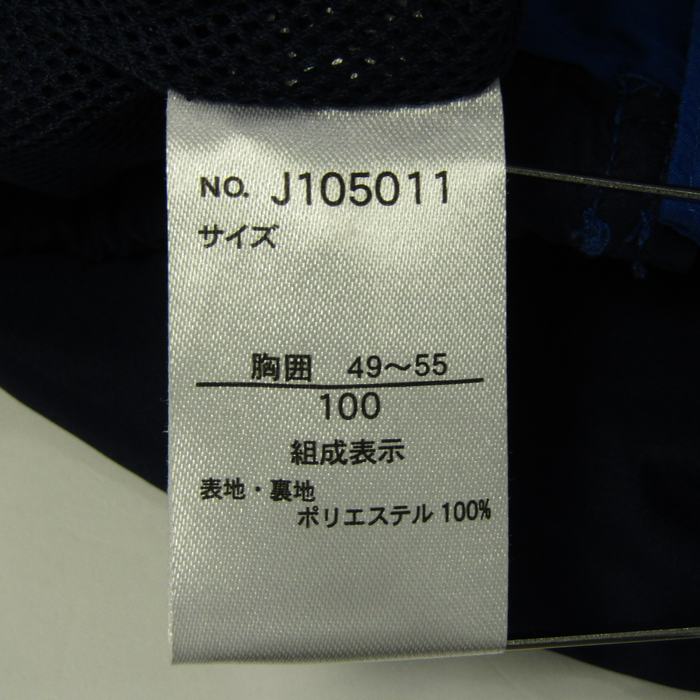 NO. J105011
サイズ
胸囲 49〜55
100
組成表示
表地・裏地
ポリエステル 100%